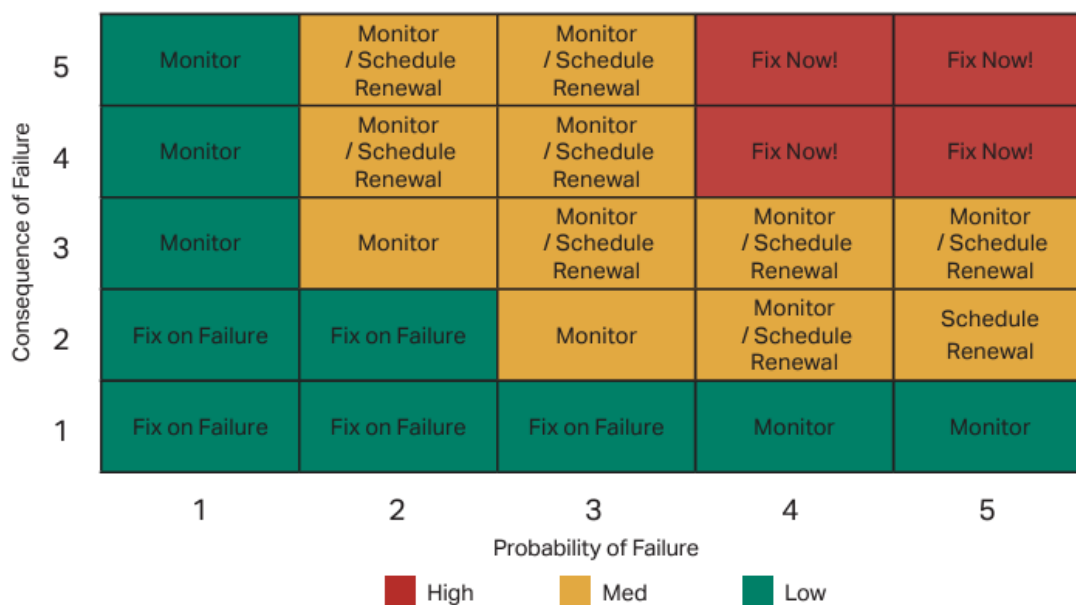 Consequence of Failure
5
Monitor
Monitor
/ Schedule
Renewal
Monitor
/ Schedule
Renewal
Fix Now!
Fix Now!
4
Monitor
Monitor
/ Schedule
Renewal
Monitor
/ Schedule
Renewal
Fix Now!
Fix Now!
3
Monitor
Monitor
Monitor
/ Schedule
Renewal
Monitor
/ Schedule
Renewal
Monitor
/ Schedule
Renewal
2
Fix on Failure
Fix on Failure
Monitor
Monitor
/ Schedule
Renewal
Schedule
Renewal
1
Fix on Failure
Fix on Failure
Fix on Failure
Monitor
Monitor
1 2 3 4 5
Probability of Failure
High Med Low